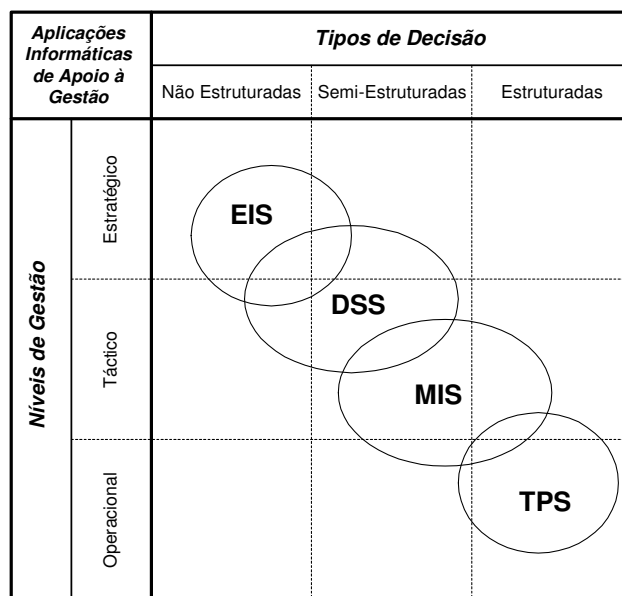 Aplicações
Informáticas
de Apoio à
Gestão
Tipos de Decisão
Não Estruturadas
Semi-Estruturadas
Estruturadas
Níveis de Gestão
Estratégico
Táctico
Operacional
EIS
DSS
MIS
TPS